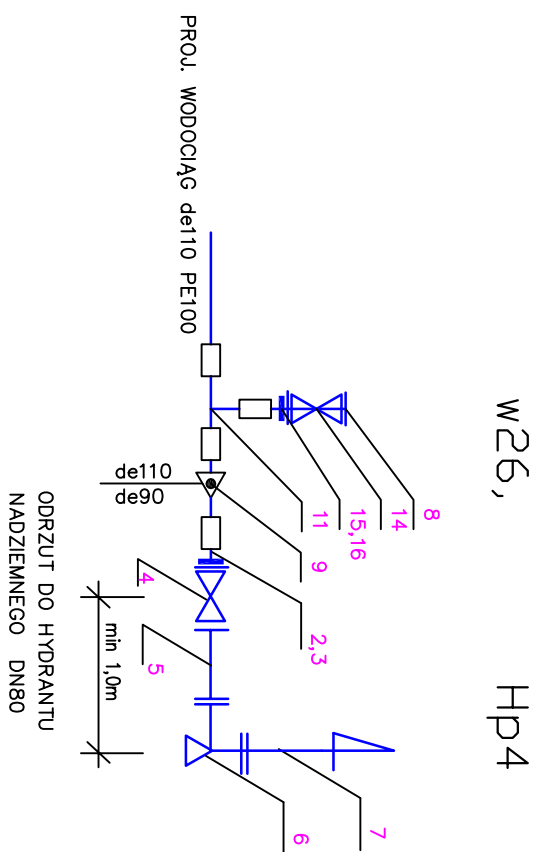 w26,
Hp4
PROJ. WODOCIĄG de110 PE100
8
14
15,16
11
9
2,3
de110
de90
4
5
min 1,0m
7
6
ODRZUT DO HYDRANTU
NADZIEMNEGO DN80